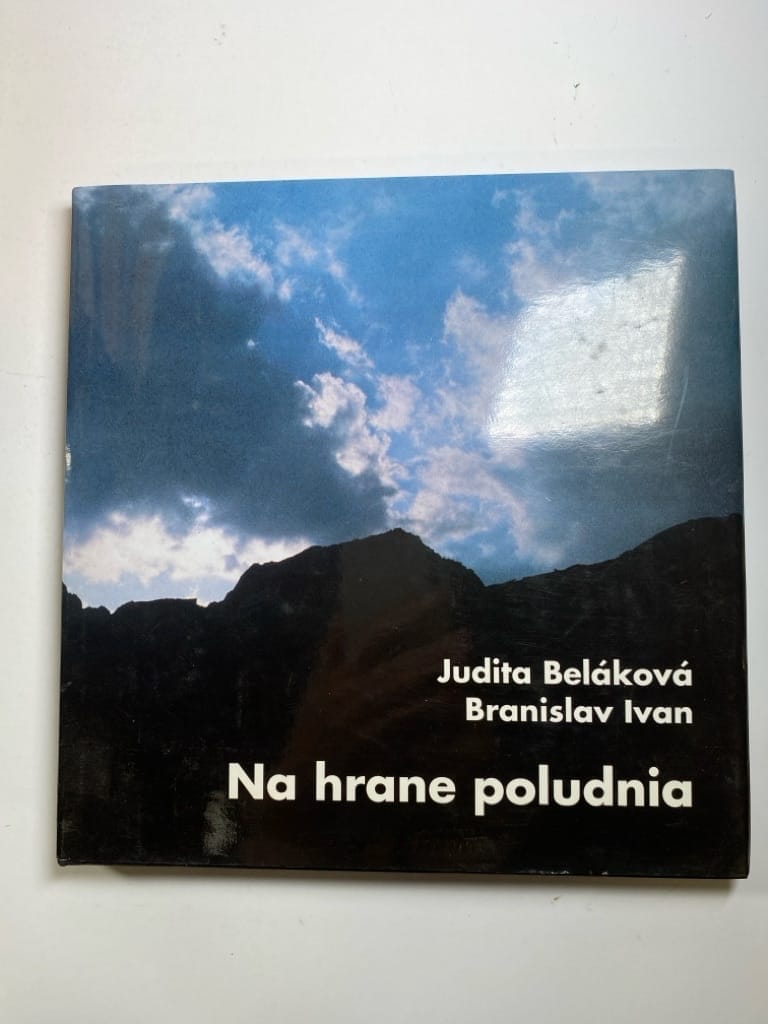 Judita Beláková
Branislav Ivan
Na hrane poludnia